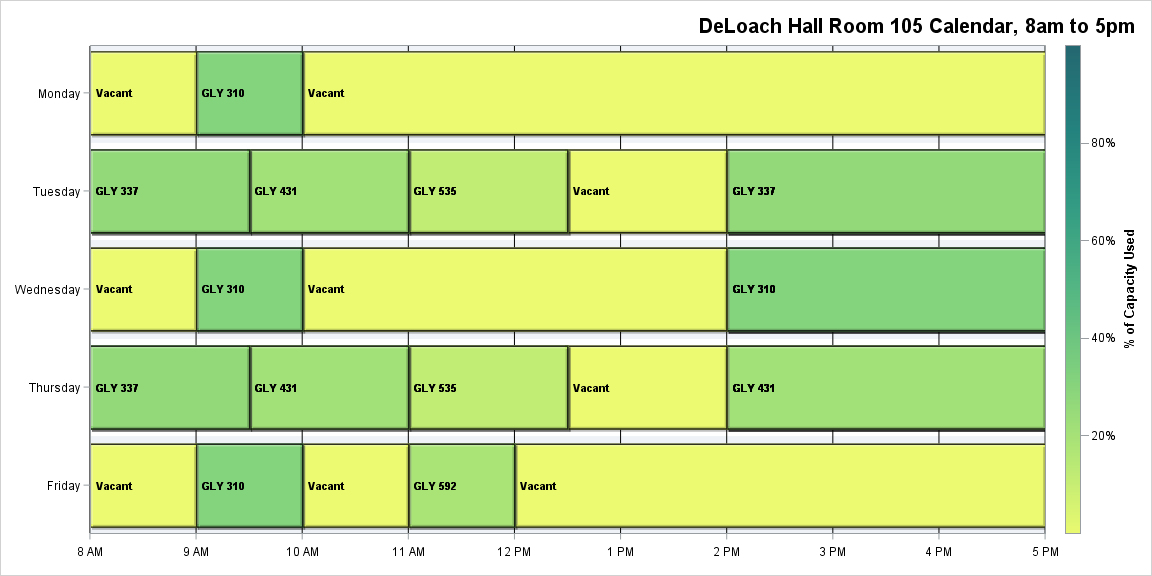 DeLoach Hall Room 105 Calendar, 8am to 5pm
Monday
Vacant
GLY 310
Vacant
Tuesday
GLY 337
GLY 431
GLY 535
Vacant
GLY 337
Wednesday
Vacant
GLY 310
Vacant
GLY 310
Thursday
GLY 337
GLY 431
GLY 535
Vacant
GLY 431
Friday
Vacant
GLY 310
Vacant
GLY 592
Vacant
8 AM
9 AM
10 AM
11 AM
12 PM
1 PM
2 PM
3 PM
4 PM
5 PM
80%
60%
40%
20%
% of Capacity Used